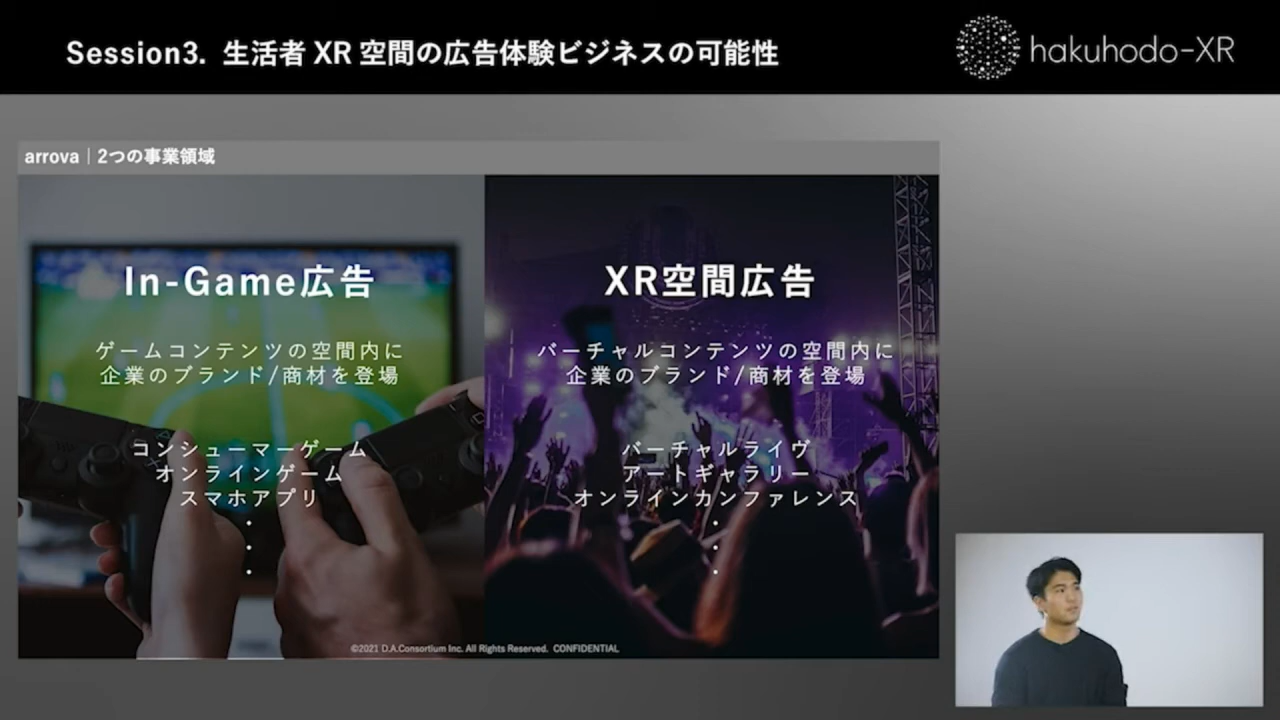 Session3. 生活者 XR 空間の広告体験ビジネスの可能性
hakuhodo-XR
arrova｜2つの事業領域
In-Game広告
ゲームコンテンツの空間内に
企業のブランド/商材を登場
コンシューマーゲーム
オンラインゲーム
スマホアプリ
・
・
・
XR空間広告
バーチャルコンテンツの空間内に
企業のブランド/商材を登場
バーチャルライヴ
アートギャラリー
オンラインカンファレンス
・
・
・
©2021 D.A.Consortium Inc. All Rights Reserved. CONFIDENTIAL